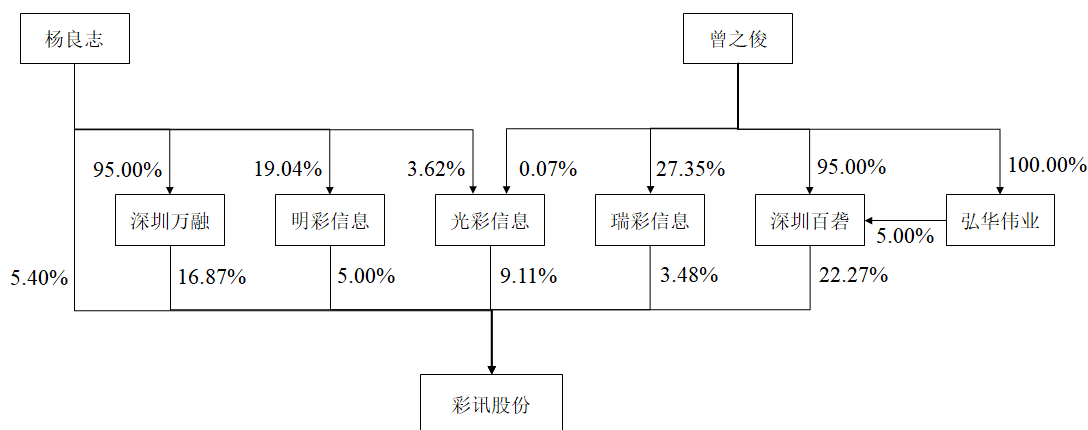 杨良志
曾之俊
95.00%
19.04%
3.62%
0.07%
27.35%
95.00%
100.00%
深圳万融
明彩信息
光彩信息
瑞彩信息
深圳百砻
弘华伟业
5.00%
5.40%
16.87%
5.00%
9.11%
3.48%
22.27%
彩讯股份